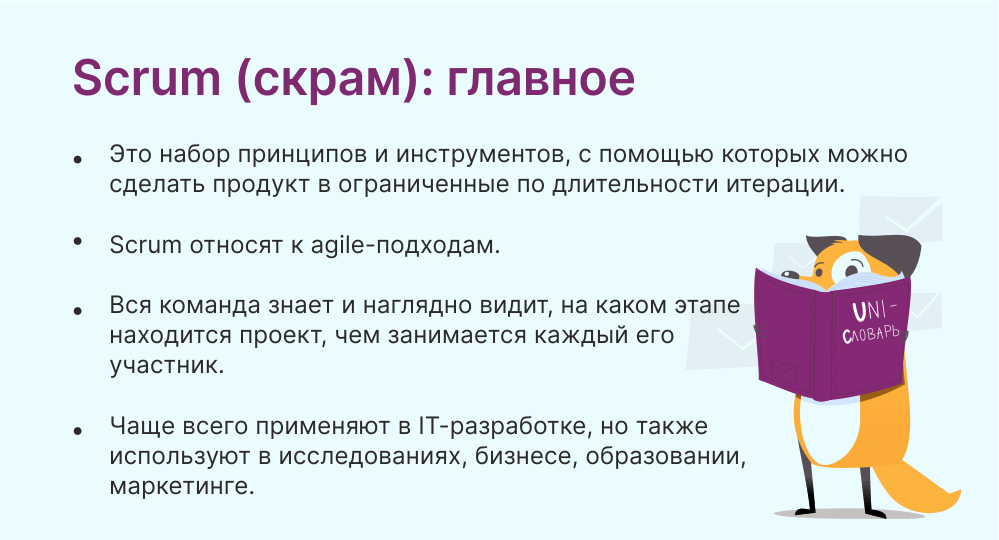 Scrum (скрам): главное
• Это набор принципов и инструментов, с помощью которых можно
сделать продукт в ограниченные по длительности итерации.
• Scrum относят к agile-подходам.
• Вся команда знает и наглядно видит, на каком этапе
находится проект, чем занимается каждый его
участник.
• Чаще всего применяют в IT-разработке, но также
используют в исследованиях, бизнесе, образовании,
маркетинге.
UNI-
СЛОВАРЬ